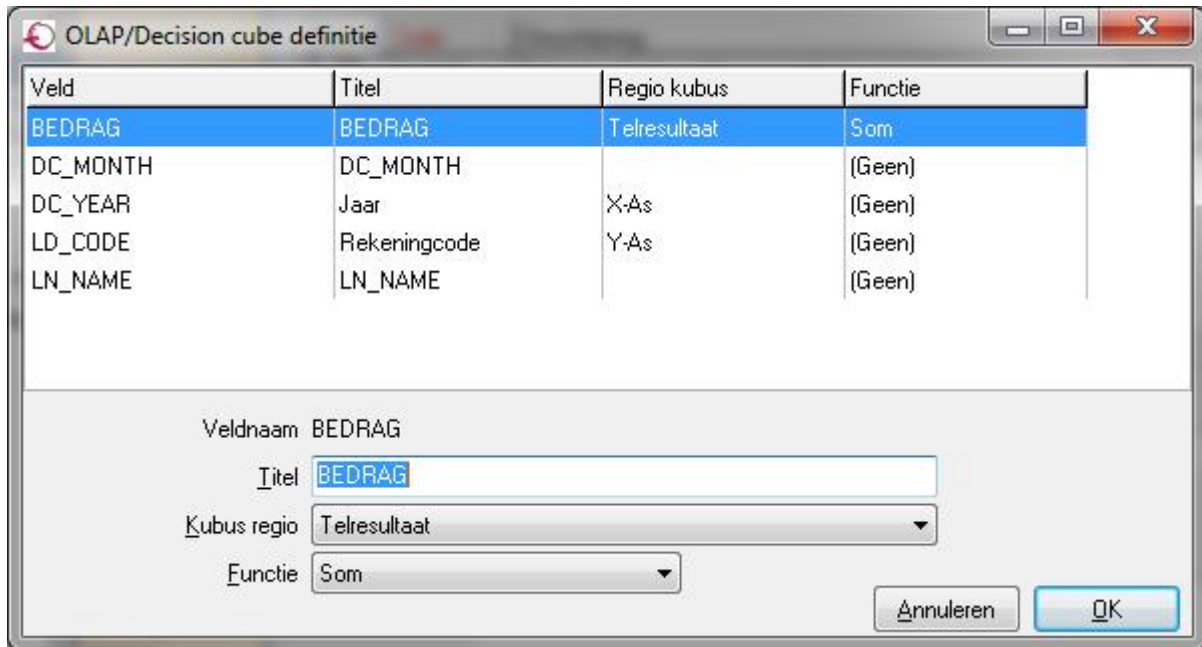 OLAP/Decision cube definitie
Veld Titel Regio kubus Functie
BEDRAG BEDRAG Telresultaat Som
DC_MONTH DC_MONTH (Geen)
DC_YEAR Jaar X-As (Geen)
LD_CODE Rekeningcode Y-As (Geen)
LN_NAME LN_NAME (Geen)
Veldnaam BEDRAG
Titel BEDRAG
Kubus regio Telresultaat
Functie Som
Annuleren OK